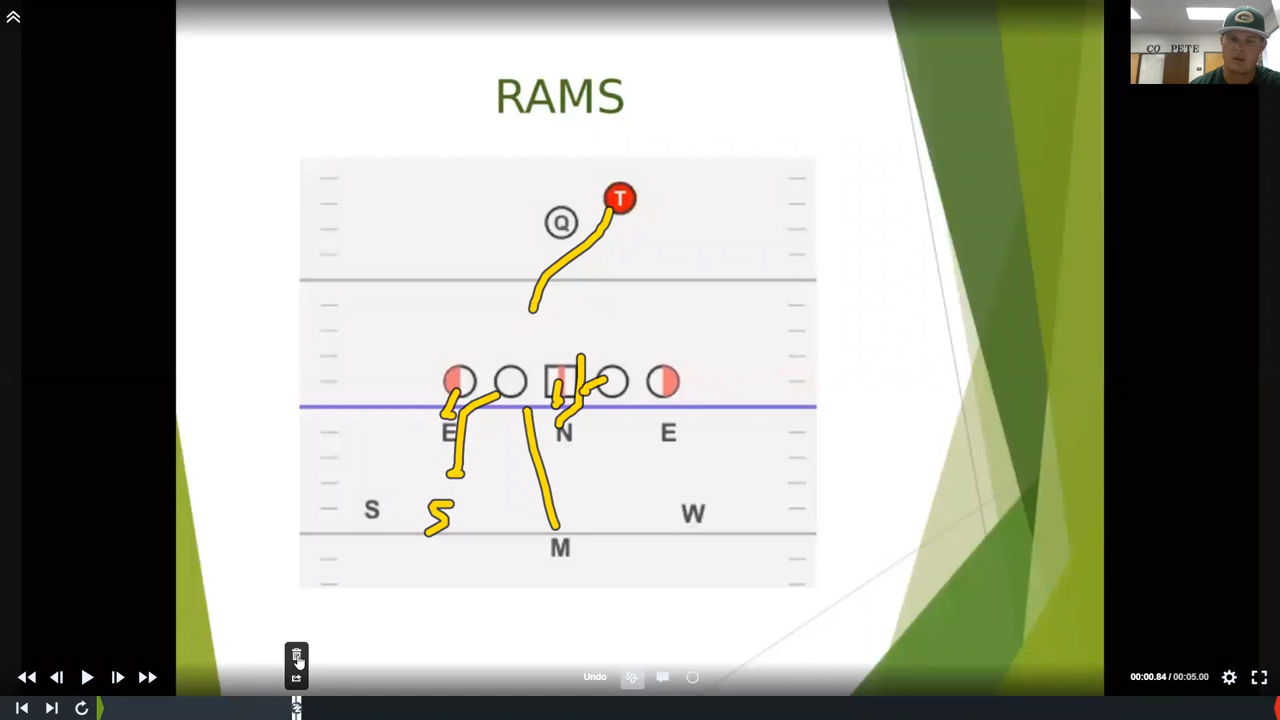 CO PETE
G
RAMS
T
Q
E N E
S S W
M
Undo
00:00.84 / 00:05.00